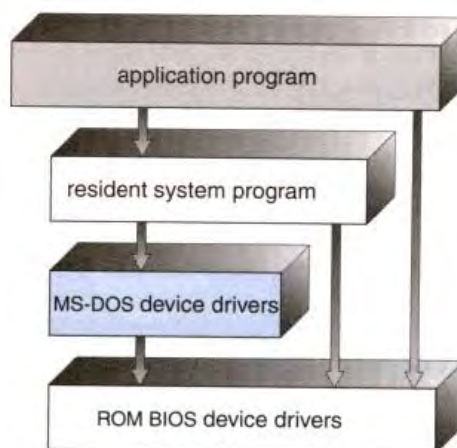 application program
resident system program
MS-DOS device drivers
ROM BIOS device drivers